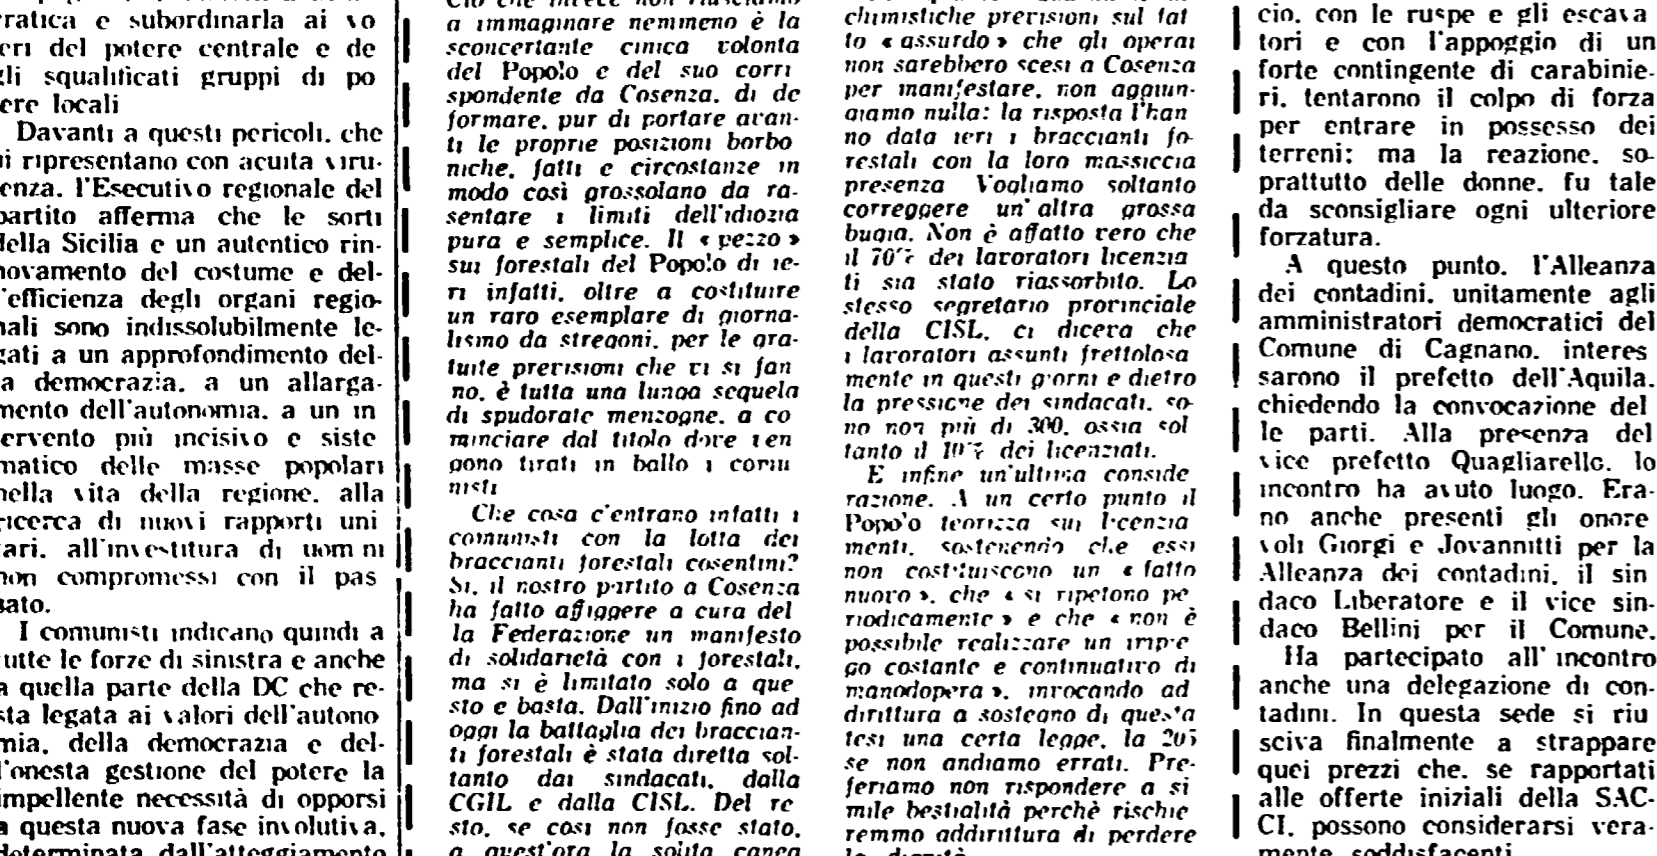 ratica e subordinarla ai vo
eri del potere centrale e de
gli squalificati gruppi di po
ere locali
Davanti a questi pericoli, che
ui ripresentano con acuita viru-
enza, l'Esecutivo regionale del
partito afferma che le sorti
della Sicilia e un autentico rin-
novamento del costume e del-
l'efficienza degli organi regio-
nali sono indissolubilmente le-
gati a un approfondimento del-
a democrazia, a un allarga-
mento dell'autonomia, a un in
ervento più incisivo e siste
matico delle masse popolari
nella vita della regione, alla
ricerca di nuovi rapporti uni
ari, all'investitura di uomini
non compromessi con il pas
sato.
I comunisti indicano quindi a
tutte le forze di sinistra e anche
a quella parte della DC che re-
sta legata ai valori dell'autono
mia, della democrazia e del-
l'onesta gestione del potere la
impellente necessità di opporsi
a questa nuova fase involutiva,
determinata dall'atteggiamento
Ciò che invece non riusciamo
a immaginare nemmeno è la
sconcertante cinica volonta
del Popolo e del suo corri
spondente da Cosenza, di de
formare, pur di portare avan-
ti le proprie posizioni borbo
niche, fatti e circostanze in
modo così grossolano da ra-
sentare i limiti dell'idiozia
pura e semplice. Il « pezzo »
sui forestali del Popolo di ie-
ri infatti, oltre a costituire
un raro esemplare di giorna-
lismo da stregoni, per le gra-
tuite previsioni che vi si fan
no, è tutta una lunga sequela
di spudorate menzogne, a co
minciare dal titolo dove ven
gono tirati in ballo i comu
nisti
Che cosa c'entrano infatti i
comunisti con la lotta dei
braccianti forestali cosentini?
Si, il nostro partito a Cosenza
ha fatto affiggere a cura del
la Federazione un manifesto
di solidarietà con i forestali,
ma si è limitato solo a que
sto e basta. Dall'inizio fino ad
oggi la battaglia dei braccian-
ti forestali è stata diretta sol-
tanto dai sindacati, dalla
CGIL e dalla CISL. Del re
sto, se così non fosse stato,
a quest'ora la solita canea
chimistiche precisioni sul fat
to « assurdo » che gli operai
non sarebbero scesi a Cosenza
per manifestare, non aggiun-
giamo nulla: la risposta l'han
no data ieri i braccianti fo-
restali con la loro massiccia
presenza Vogliamo soltanto
correggere un'altra grossa
bugia. Non è affatto vero che
il 70% dei lavoratori licenzia
ti sia stato riassorbito. Lo
stesso segretario provinciale
della CISL, ci diceva che
i lavoratori assunti frettolosa
mente in questi giorni e dietro
la pressione dei sindacati, so-
no non più di 300, ossia sol
tanto il 10% dei licenziati.
E infine un'ultima conside
razione. A un certo punto il
Popolo teorizza sui licenzia
menti, sostenendo che essi
non costituiscono un « fatto
nuovo », che « si ripetono pe
riodicamente » e che « non è
possibile realizzare un impie
go costante e continuativo di
manodopera », invocando ad
dirittura a sostegno di questa
tesi una certa legge, la 205
se non andiamo errati. Pre-
feriamo non rispondere a si
mile bestialità perchè rischie
remmo addirittura di perdere
la dignità
cio, con le ruspe e gli escava
tori e con l'appoggio di un
forte contingente di carabinie-
ri, tentarono il colpo di forza
per entrare in possesso dei
terreni; ma la reazione, so-
prattutto delle donne, fu tale
da sconsigliare ogni ulteriore
forzatura.
A questo punto, l'Alleanza
dei contadini, unitamente agli
amministratori democratici del
Comune di Cagnano, interes
sarono il prefetto dell'Aquila,
chiedendo la convocazione del
le parti. Alla presenza del
vice prefetto Quagliarello, lo
incontro ha avuto luogo. Era-
no anche presenti gli onore
voli Giorgi e Jovannitti per la
Alleanza dei contadini, il sin
daco Liberatore e il vice sin-
daco Bellini per il Comune.
Ha partecipato all'incontro
anche una delegazione di con-
tadini. In questa sede si riu
sciva finalmente a strappare
quei prezzi che, se rapportati
alle offerte iniziali della SAC-
CI, possono considerarsi vera-
mente soddisfacenti